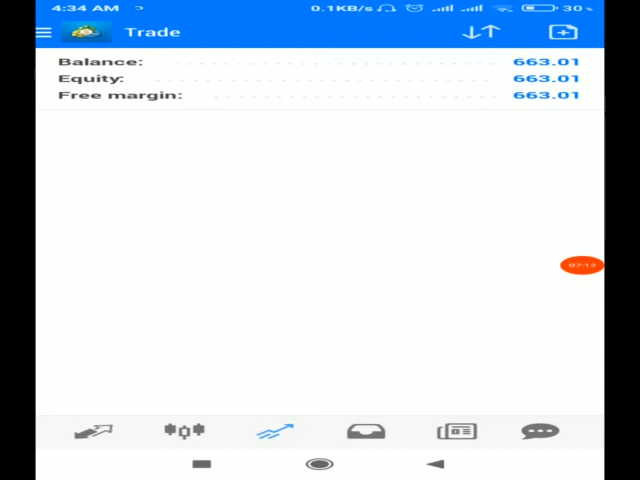 4:34 AM 0.1KB/s 30
Trade
Balance: 663.01
Equity: 663.01
Free margin: 663.01
07:13